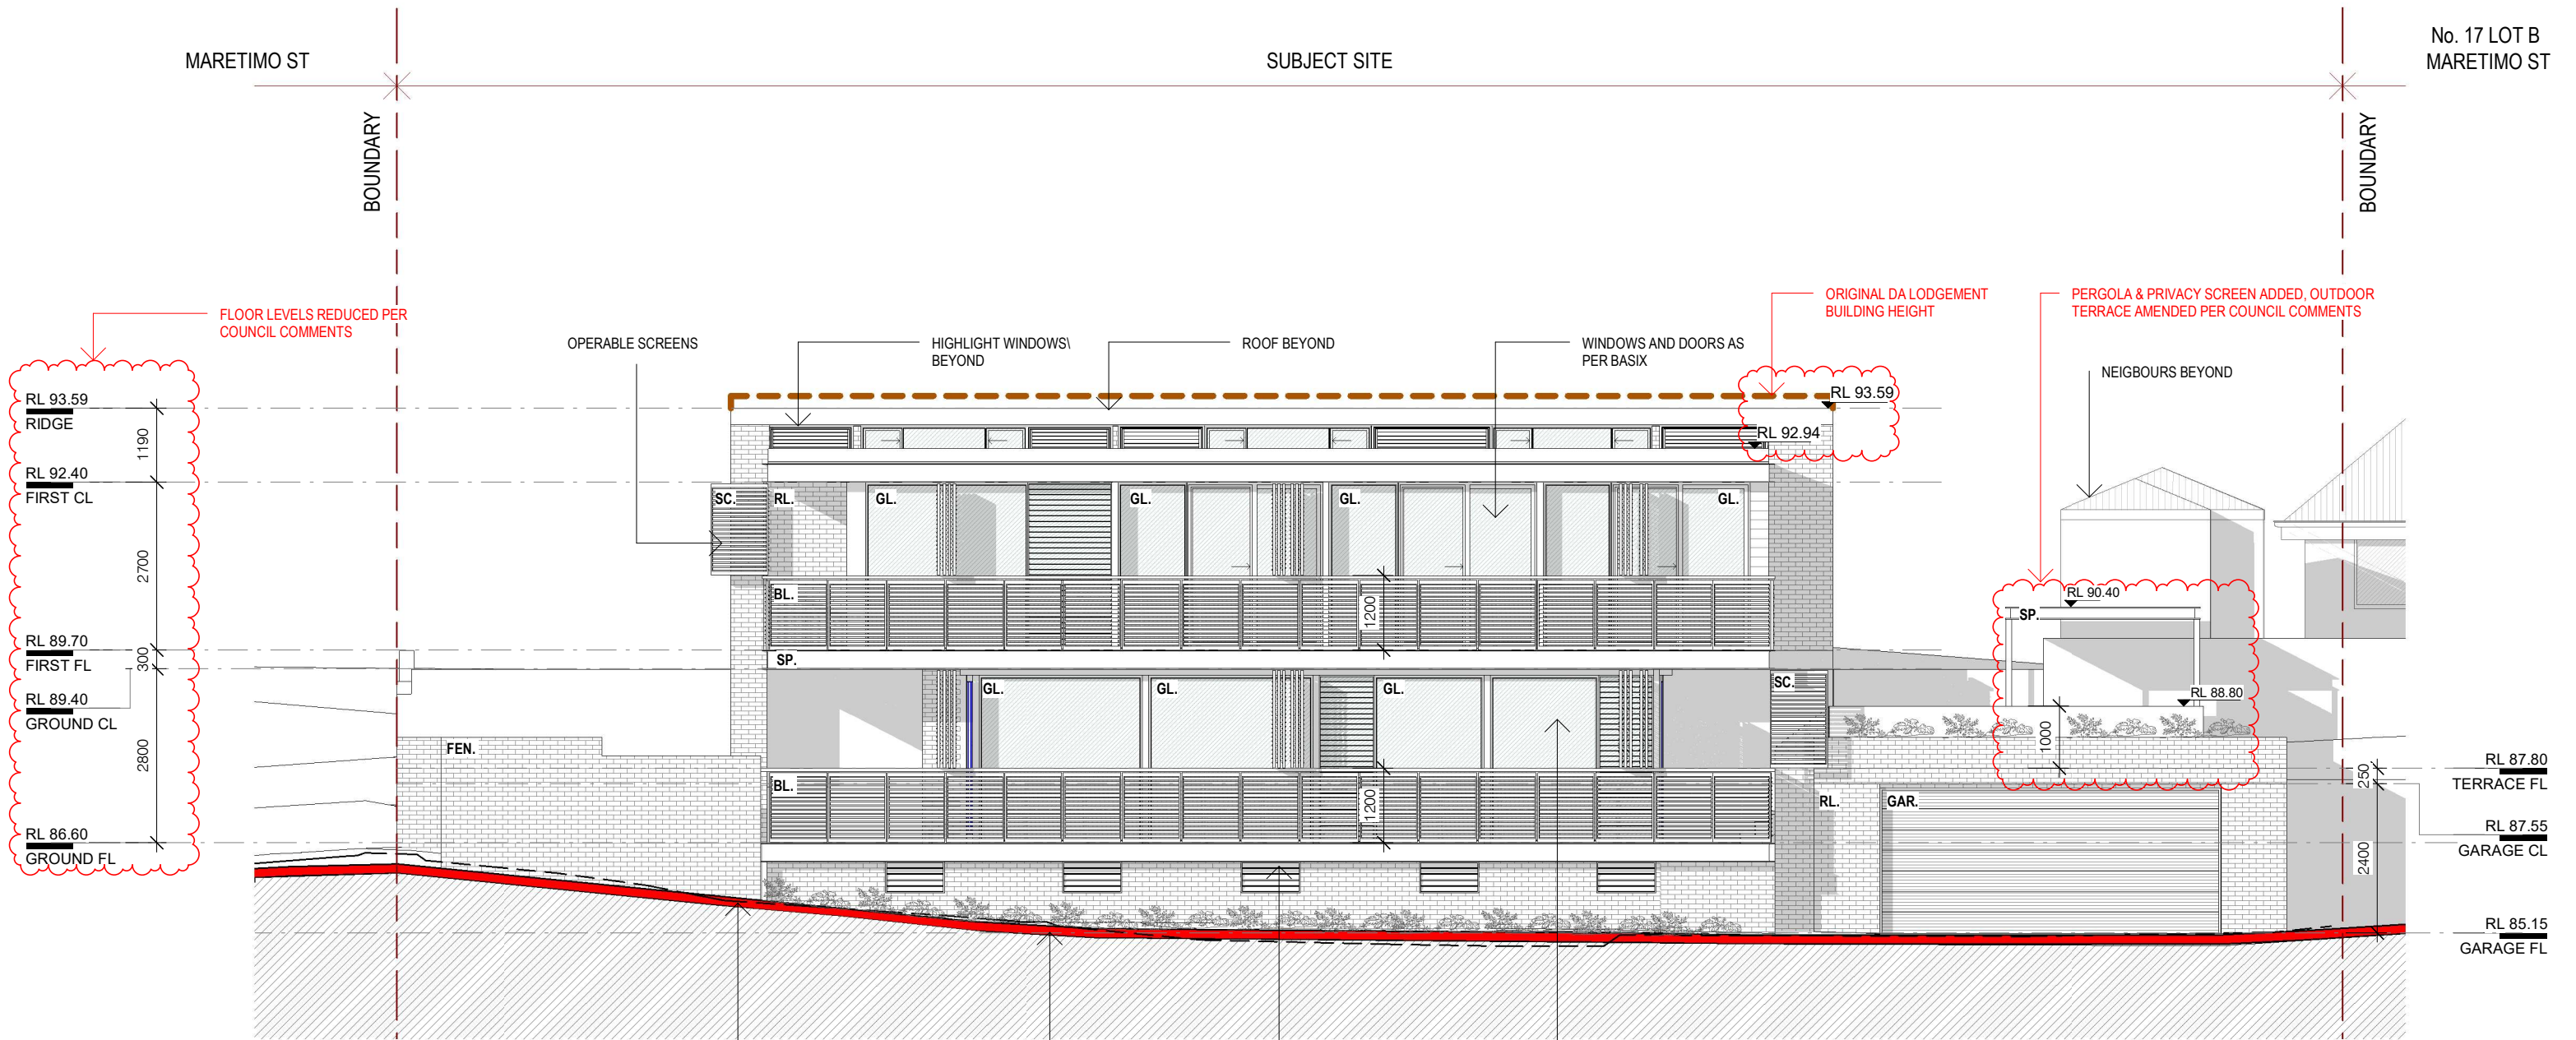 MARETIMO ST
SUBJECT SITE
No. 17 LOT B
MARETIMO ST
BOUNDARY
BOUNDARY
FLOOR LEVELS REDUCED PER
COUNCIL COMMENTS
OPERABLE SCREENS
HIGHLIGHT WINDOWS\
BEYOND
ROOF BEYOND
WINDOWS AND DOORS AS
PER BASIX
ORIGINAL DA LODGEMENT
BUILDING HEIGHT
PERGOLA & PRIVACY SCREEN ADDED, OUTDOOR
TERRACE AMENDED PER COUNCIL COMMENTS
NEIGBOURS BEYOND
RL 93.59
RIDGE
1190
RL 92.40
FIRST CL
2700
RL 89.70
FIRST FL
300
RL 89.40
GROUND CL
2800
RL 86.60
GROUND FL
RL 93.59
RL 92.94
SC.
RL.
GL.
GL.
GL.
GL.
BL.
1200
SP.
GL.
GL.
GL.
SC.
FEN.
BL.
1200
RL 90.40
SP.
RL 88.80
1000
RL.
GAR.
RL 87.80
TERRACE FL
250
RL 87.55
GARAGE CL
2400
RL 85.15
GARAGE FL